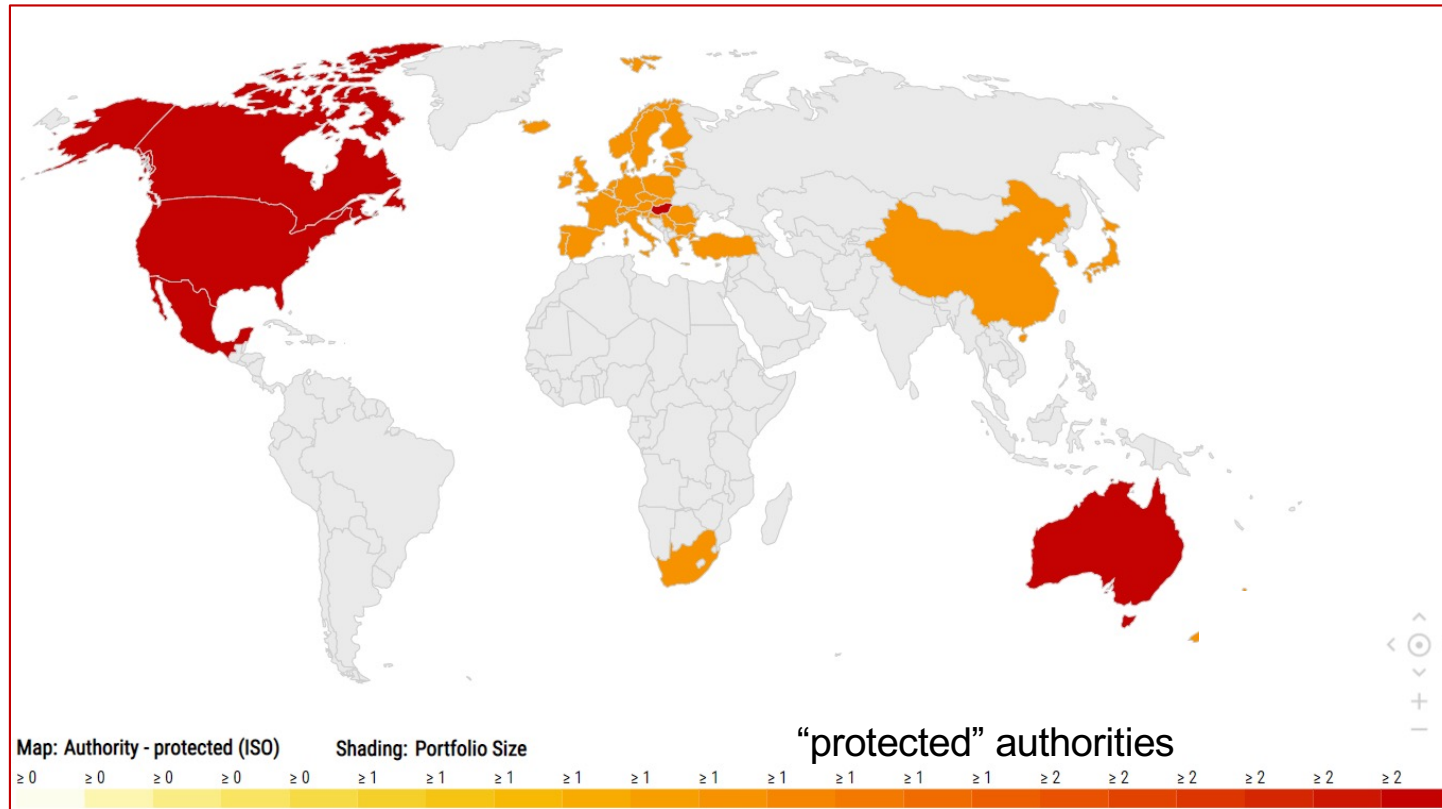 Map: Authority - protected (ISO) Shading: Portfolio Size “protected” authorities
≥ 0 ≥ 0 ≥ 0 ≥ 0 ≥ 0 ≥ 1 ≥ 1 ≥ 1 ≥ 1 ≥ 1 ≥ 1 ≥ 1 ≥ 1 ≥ 1 ≥ 1 ≥ 2 ≥ 2 ≥ 2 ≥ 2 ≥ 2 ≥ 2